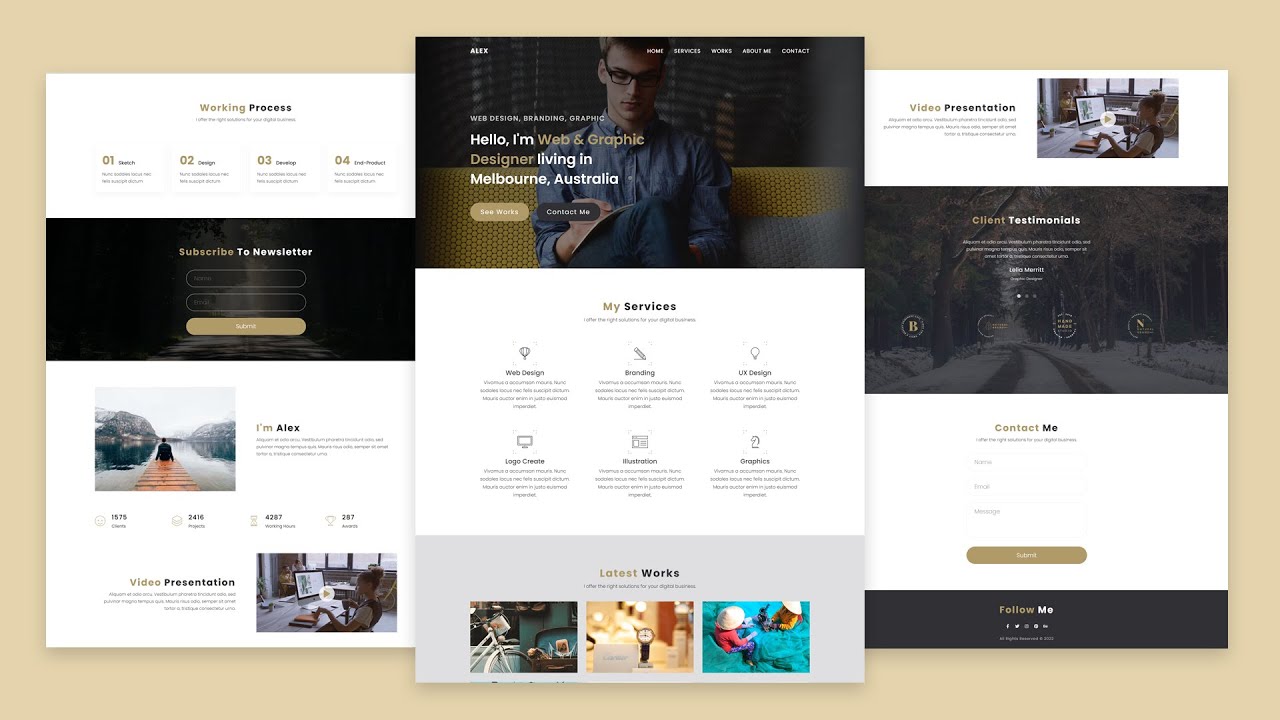 Working Process
I offer the right solutions for your digital business.
01 Sketch
Nunc sodales locus nec
felis suscipit dictum
02 Design
Nunc sodales locus nec
felis suscipit dictum
03 Develop
Nunc sodales locus nec
felis suscipit dictum
04 End-Product
Nunc sodales locus nec
felis suscipit dictum
Subscribe To Newsletter
Name
Email
Submit
I'm Alex
Aliquam et odio arcu. Vestibulum pharetra tincidunt odio, sed
pulvinar magna tempus quis. Mauris risus odio, semper sit amet
tortor a, tristique consectetur urna.
1575
Clients
2416
Projects
4287
Working Hours
287
Awards
Video Presentation
Aliquam et odio arcu. Vestibulum pharetra tincidunt odio, sed
pulvinar magna tempus quis. Mauris risus odio, semper sit amet
tortor a, tristique consectetur urna.
ALEX
HOME SERVICES WORKS ABOUT ME CONTACT
WEB DESIGN, BRANDING, GRAPHIC
Hello, I'm Web & Graphic
Designer living in
Melbourne, Australia
See Works
Contact Me
My Services
I offer the right solutions for your digital business.
Web Design
Vivamus a accumsan mauris. Nunc
sodales locus nec felis suscipit dictum.
Mauris auctor enim in justo euismod
imperdiet.
Branding
Vivamus a accumsan mauris. Nunc
sodales locus nec felis suscipit dictum.
Mauris auctor enim in justo euismod
imperdiet.
UX Design
Vivamus a accumsan mauris. Nunc
sodales locus nec felis suscipit dictum.
Mauris auctor enim in justo euismod
imperdiet.
Logo Create
Vivamus a accumsan mauris. Nunc
sodales locus nec felis suscipit dictum.
Mauris auctor enim in justo euismod
imperdiet.
Illustration
Vivamus a accumsan mauris. Nunc
sodales locus nec felis suscipit dictum.
Mauris auctor enim in justo euismod
imperdiet.
Graphics
Vivamus a accumsan mauris. Nunc
sodales locus nec felis suscipit dictum.
Mauris auctor enim in justo euismod
imperdiet.
Latest Works
I offer the right solutions for your digital business.
Video Presentation
Aliquam et odio arcu. Vestibulum pharetra tincidunt odio, sed
pulvinar magna tempus quis. Mauris risus odio, semper sit amet
tortor a, tristique consectetur urna.
Client Testimonials
Aliquam et odio arcu. Vestibulum pharetra tincidunt odio, sed
pulvinar magna tempus quis. Mauris risus odio, semper sit amet
tortor a, tristique consectetur urna.
Lelia Merritt
Graphic Designer
B
HAND
MADE
N
Contact Me
I offer the right solutions for your digital business.
Name
Email
Message
Submit
Follow Me
All Rights Reserved ©